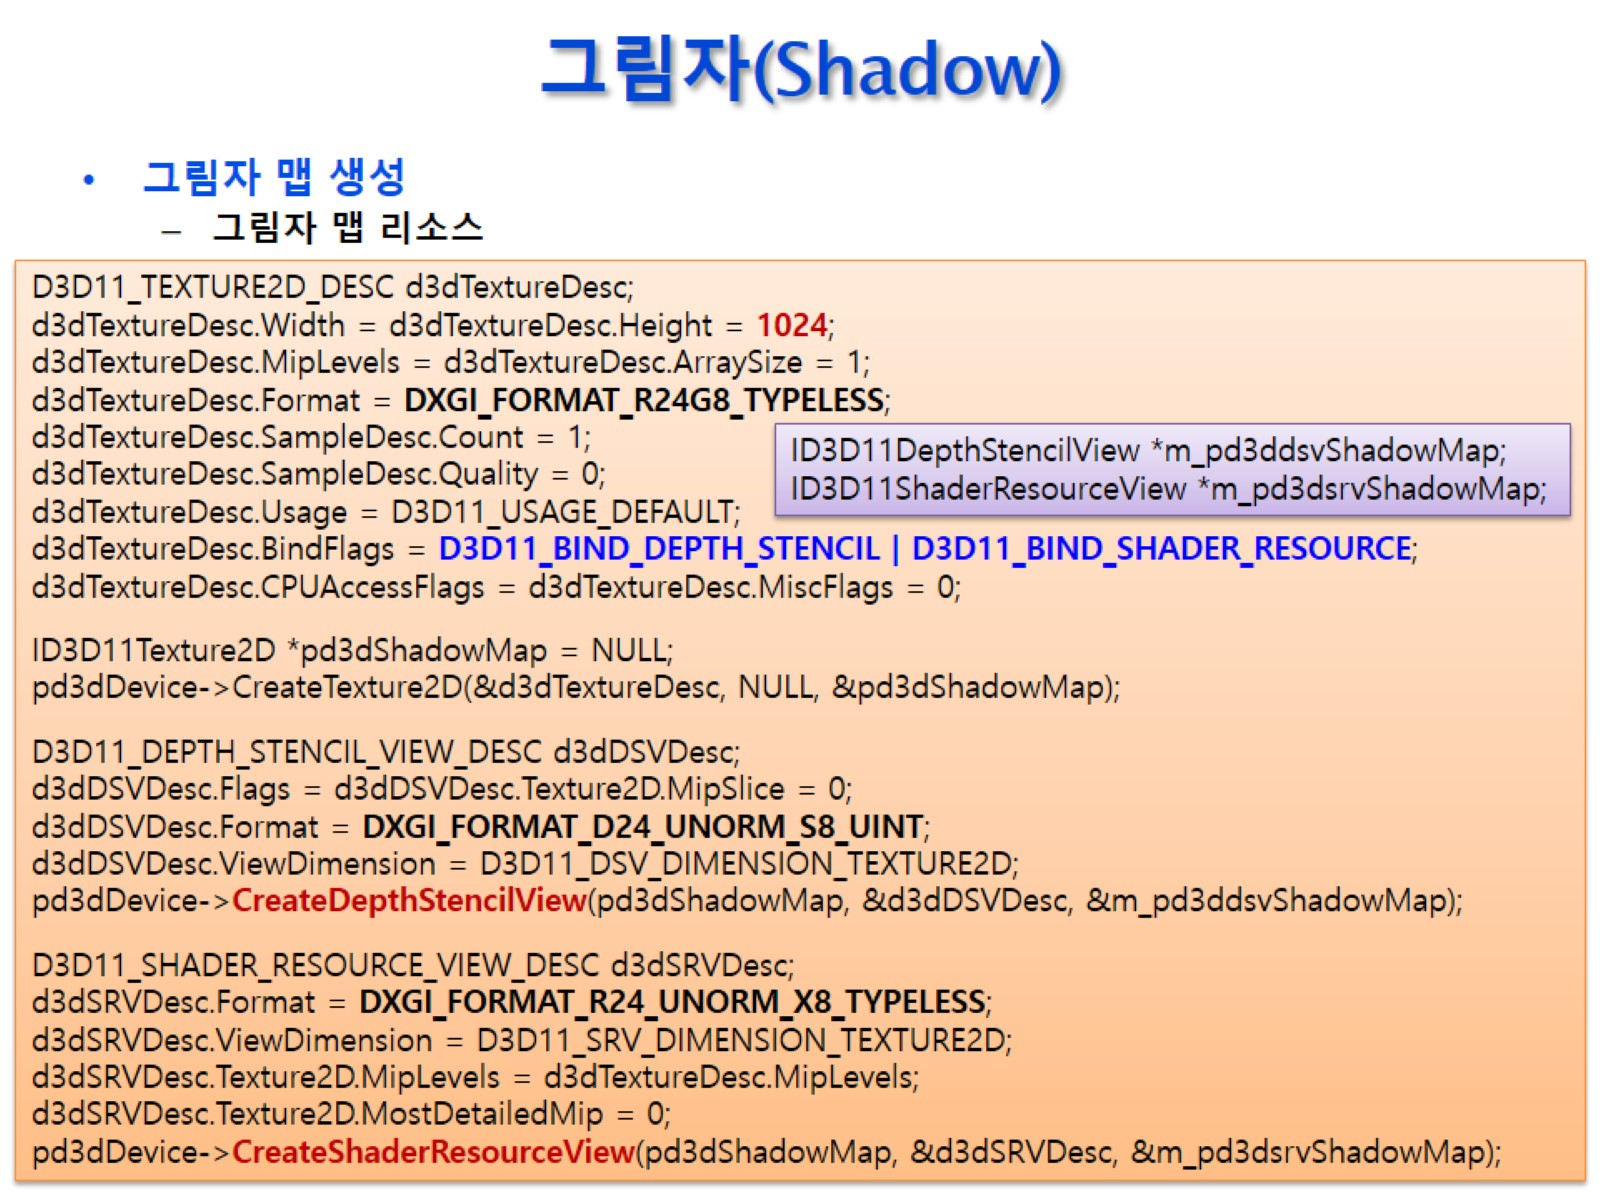 그림자(Shadow)
• 그림자 맵 생성
– 그림자 맵 리소스
D3D11_TEXTURE2D_DESC d3dTextureDesc;
d3dTextureDesc.Width = d3dTextureDesc.Height = 1024;
d3dTextureDesc.MipLevels = d3dTextureDesc.ArraySize = 1;
d3dTextureDesc.Format = DXGI_FORMAT_R24G8_TYPELESS;
d3dTextureDesc.SampleDesc.Count = 1;
d3dTextureDesc.SampleDesc.Quality = 0;
d3dTextureDesc.Usage = D3D11_USAGE_DEFAULT;
d3dTextureDesc.BindFlags = D3D11_BIND_DEPTH_STENCIL | D3D11_BIND_SHADER_RESOURCE;
d3dTextureDesc.CPUAccessFlags = d3dTextureDesc.MiscFlags = 0;
ID3D11DepthStencilView *m_pd3ddsvShadowMap;
ID3D11ShaderResourceView *m_pd3dsrvShadowMap;
ID3D11Texture2D *pd3dShadowMap = NULL;
pd3dDevice->CreateTexture2D(&d3dTextureDesc, NULL, &pd3dShadowMap);
D3D11_DEPTH_STENCIL_VIEW_DESC d3dDSVDesc;
d3dDSVDesc.Flags = d3dDSVDesc.Texture2D.MipSlice = 0;
d3dDSVDesc.Format = DXGI_FORMAT_D24_UNORM_S8_UINT;
d3dDSVDesc.ViewDimension = D3D11_DSV_DIMENSION_TEXTURE2D;
pd3dDevice->CreateDepthStencilView(pd3dShadowMap, &d3dDSVDesc, &m_pd3ddsvShadowMap);
D3D11_SHADER_RESOURCE_VIEW_DESC d3dSRVDesc;
d3dSRVDesc.Format = DXGI_FORMAT_R24_UNORM_X8_TYPELESS;
d3dSRVDesc.ViewDimension = D3D11_SRV_DIMENSION_TEXTURE2D;
d3dSRVDesc.Texture2D.MipLevels = d3dTextureDesc.MipLevels;
d3dSRVDesc.Texture2D.MostDetailedMip = 0;
pd3dDevice->CreateShaderResourceView(pd3dShadowMap, &d3dSRVDesc, &m_pd3dsrvShadowMap);